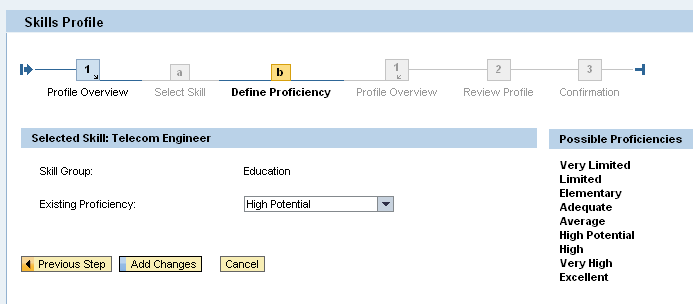 Skills Profile
1 a b 1 2 3
Profile Overview Select Skill Define Proficiency Profile Overview Review Profile Confirmation
Selected Skill: Telecom Engineer
Skill Group: Education
Existing Proficiency: High Potential
Previous Step Add Changes Cancel
Possible Proficiencies
Very Limited
Limited
Elementary
Adequate
Average
High Potential
High
Very High
Excellent